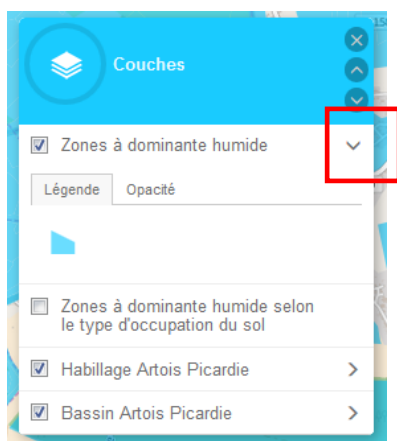 Couches
Zones à dominante humide
Légende Opacité
Zones à dominante humide selon
le type d'occupation du sol
Habillage Artois Picardie
Bassin Artois Picardie